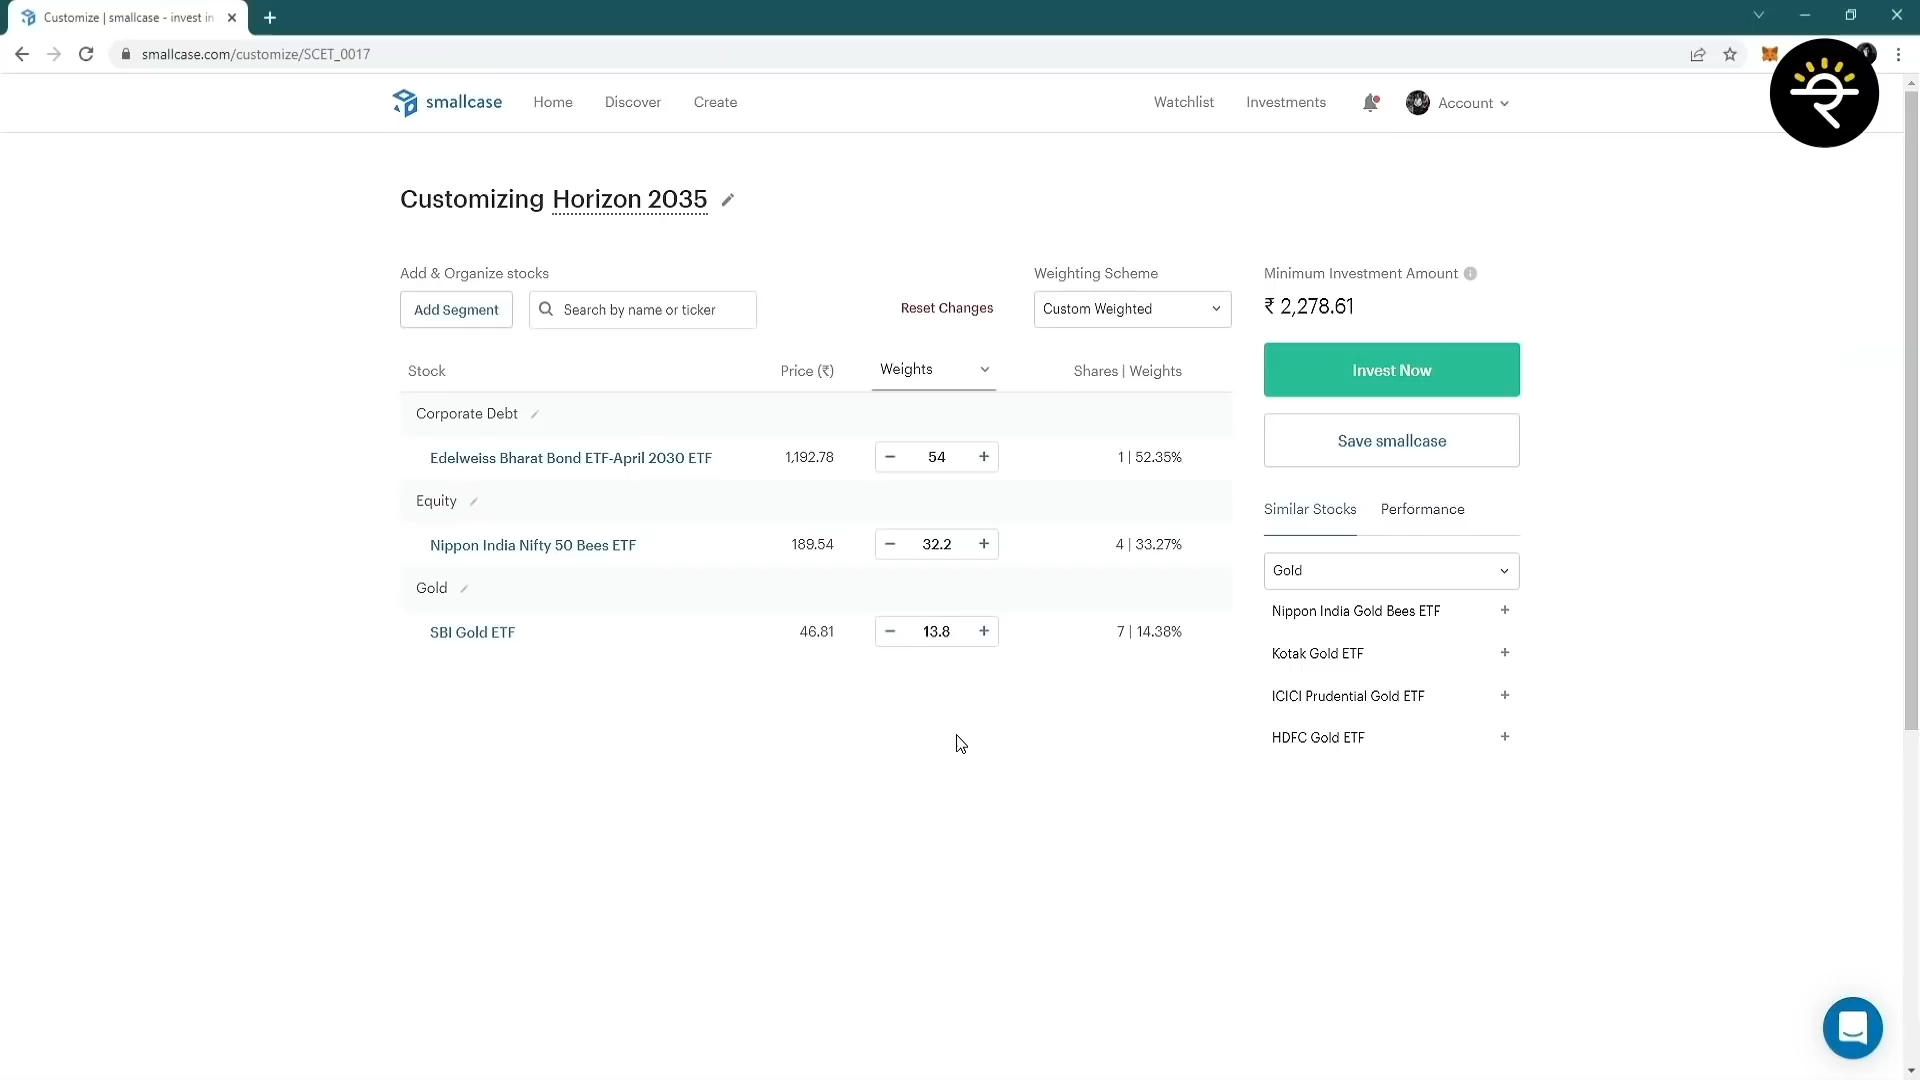 Customize | smallcase - invest in
smallcase.com/customize/SCET_0017
smallcase Home Discover Create Watchlist Investments Account
Customizing Horizon 2035
Add & Organize stocks
Add Segment
Search by name or ticker
Reset Changes
Weighting Scheme
Custom Weighted
Minimum Investment Amount
₹ 2,278.61
Invest Now
Save smallcase
Stock Price (₹) Weights Shares | Weights
Corporate Debt
Edelweiss Bharat Bond ETF-April 2030 ETF 1,192.78 − 54 + 1 | 52.35%
Equity
Nippon India Nifty 50 Bees ETF 189.54 − 32.2 + 4 | 33.27%
Gold
SBI Gold ETF 46.81 − 13.8 + 7 | 14.38%
Similar Stocks Performance
Gold
Nippon India Gold Bees ETF +
Kotak Gold ETF +
ICICI Prudential Gold ETF +
HDFC Gold ETF +